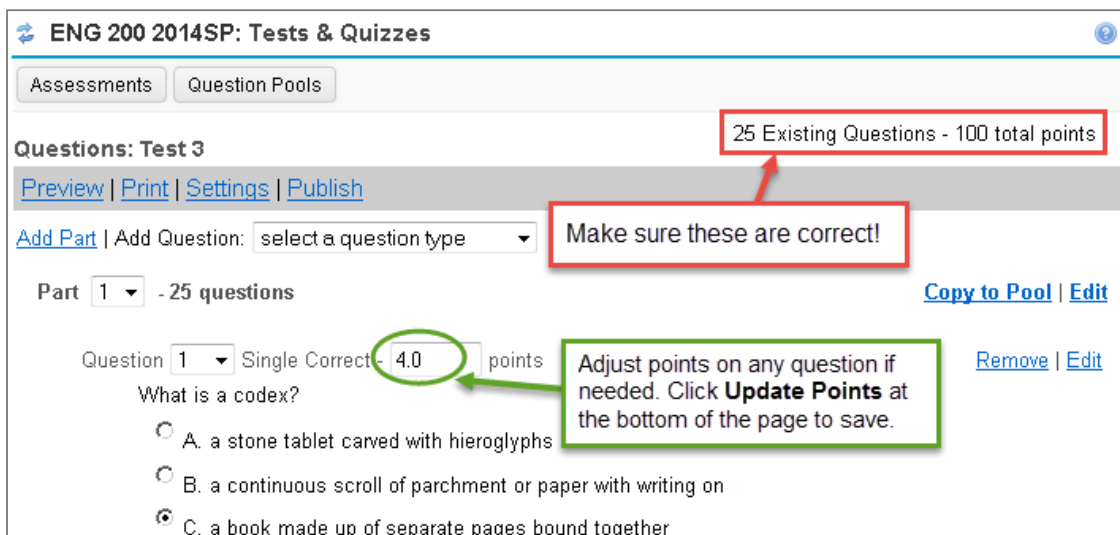 ENG 200 2014SP: Tests & Quizzes
?
Assessments Question Pools
25 Existing Questions - 100 total points
Questions: Test 3
Preview | Print | Settings | Publish
Add Part | Add Question: select a question type
Make sure these are correct!
Part 1 - 25 questions Copy to Pool | Edit
Question 1 Single Correct - 4.0 points Remove | Edit
Adjust points on any question if
needed. Click Update Points at
the bottom of the page to save.
What is a codex?
A. a stone tablet carved with hieroglyphs
B. a continuous scroll of parchment or paper with writing on
C. a book made up of separate pages bound together